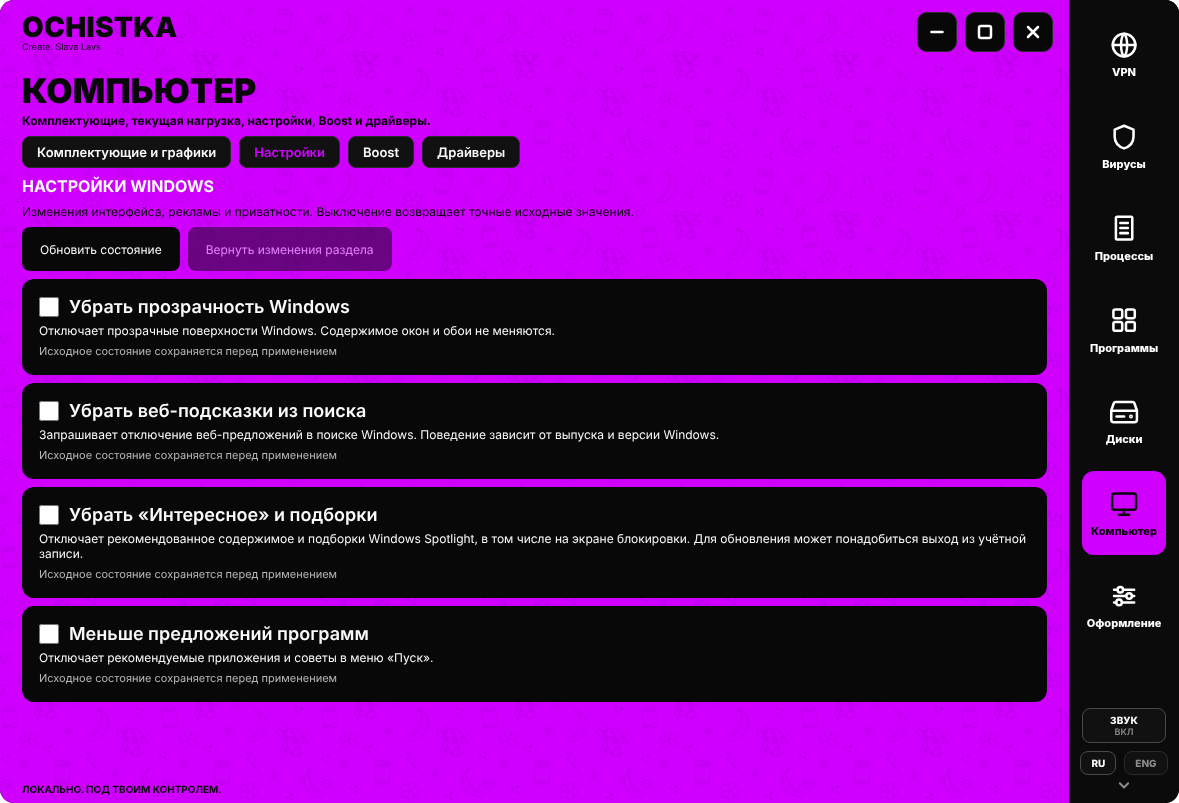 OCHISTKA
Create: Slava Lavs
КОМПЬЮТЕР
Комплектующие, текущая нагрузка, настройки, Boost и драйверы.
Комплектующие и графики
Настройки
Boost
Драйверы
НАСТРОЙКИ WINDOWS
Изменения интерфейса, рекламы и приватности. Выключение возвращает точные исходные значения.
Обновить состояние
Вернуть изменения раздела
Убрать прозрачность Windows
Отключает прозрачные поверхности Windows. Содержимое окон и обои не меняются.
Исходное состояние сохраняется перед применением
Убрать веб-подсказки из поиска
Запрашивает отключение веб-предложений в поиске Windows. Поведение зависит от выпуска и версии Windows.
Исходное состояние сохраняется перед применением
Убрать «Интересное» и подборки
Отключает рекомендованное содержимое и подборки Windows Spotlight, в том числе на экране блокировки. Для обновления может понадобиться выход из учётной
записи.
Исходное состояние сохраняется перед применением
Меньше предложений программ
Отключает рекомендуемые приложения и советы в меню «Пуск».
Исходное состояние сохраняется перед применением
ЛОКАЛЬНО. ПОД ТВОИМ КОНТРОЛЕМ.
VPN
Вирусы
Процессы
Программы
Диски
Компьютер
Оформление
ЗВУК
ВКЛ
RU
ENG